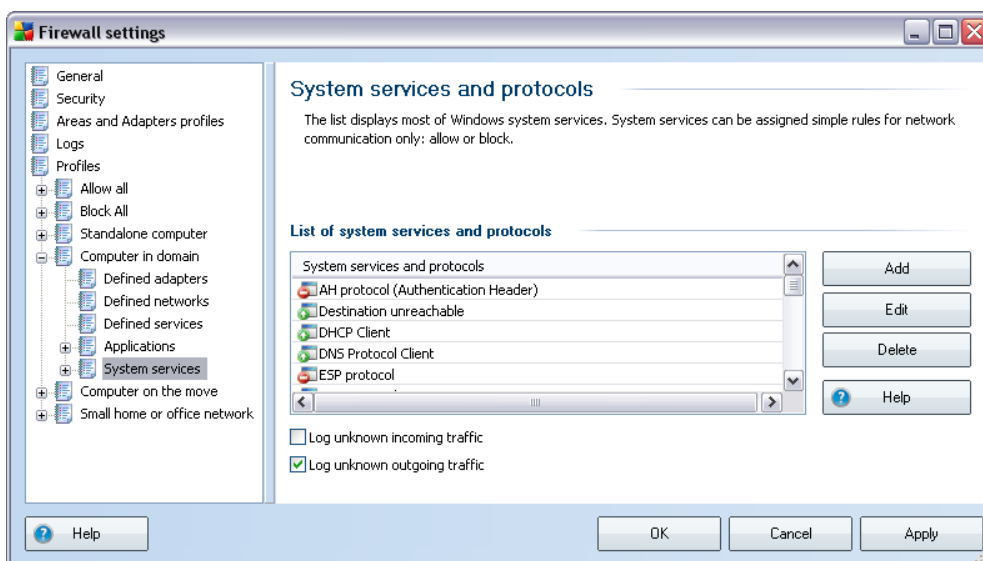 Firewall settings
General
Security
Areas and Adapters profiles
Logs
Profiles
Allow all
Block All
Standalone computer
Computer in domain
Defined adapters
Defined networks
Defined services
Applications
System services
Computer on the move
Small home or office network
System services and protocols
The list displays most of Windows system services. System services can be assigned simple rules for network
communication only: allow or block.
List of system services and protocols
System services and protocols
AH protocol (Authentication Header)
Destination unreachable
DHCP Client
DNS Protocol Client
ESP protocol
Add
Edit
Delete
Help
Log unknown incoming traffic
Log unknown outgoing traffic
Help
OK
Cancel
Apply